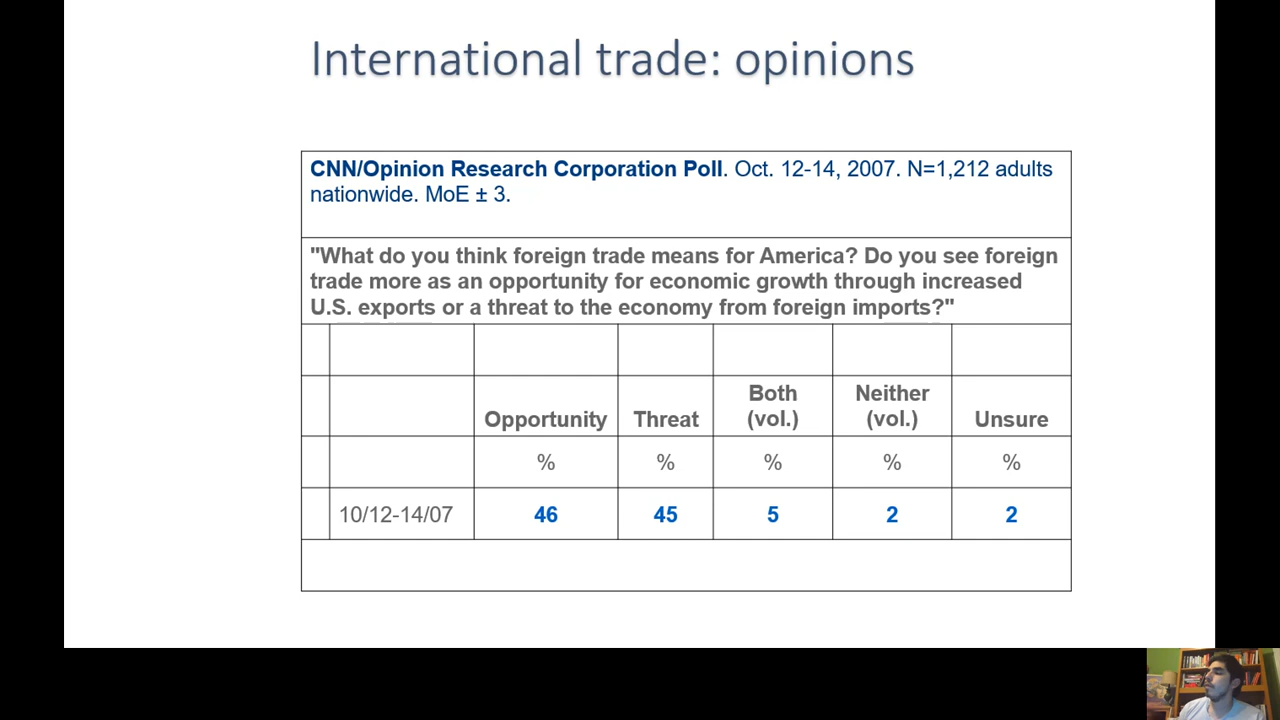 International trade: opinions
CNN/Opinion Research Corporation Poll. Oct. 12-14, 2007. N=1,212 adults
nationwide. MoE ± 3.
"What do you think foreign trade means for America? Do you see foreign
trade more as an opportunity for economic growth through increased
U.S. exports or a threat to the economy from foreign imports?"
Opportunity Threat Both (vol.) Neither (vol.) Unsure
% % % % %
10/12-14/07 46 45 5 2 2